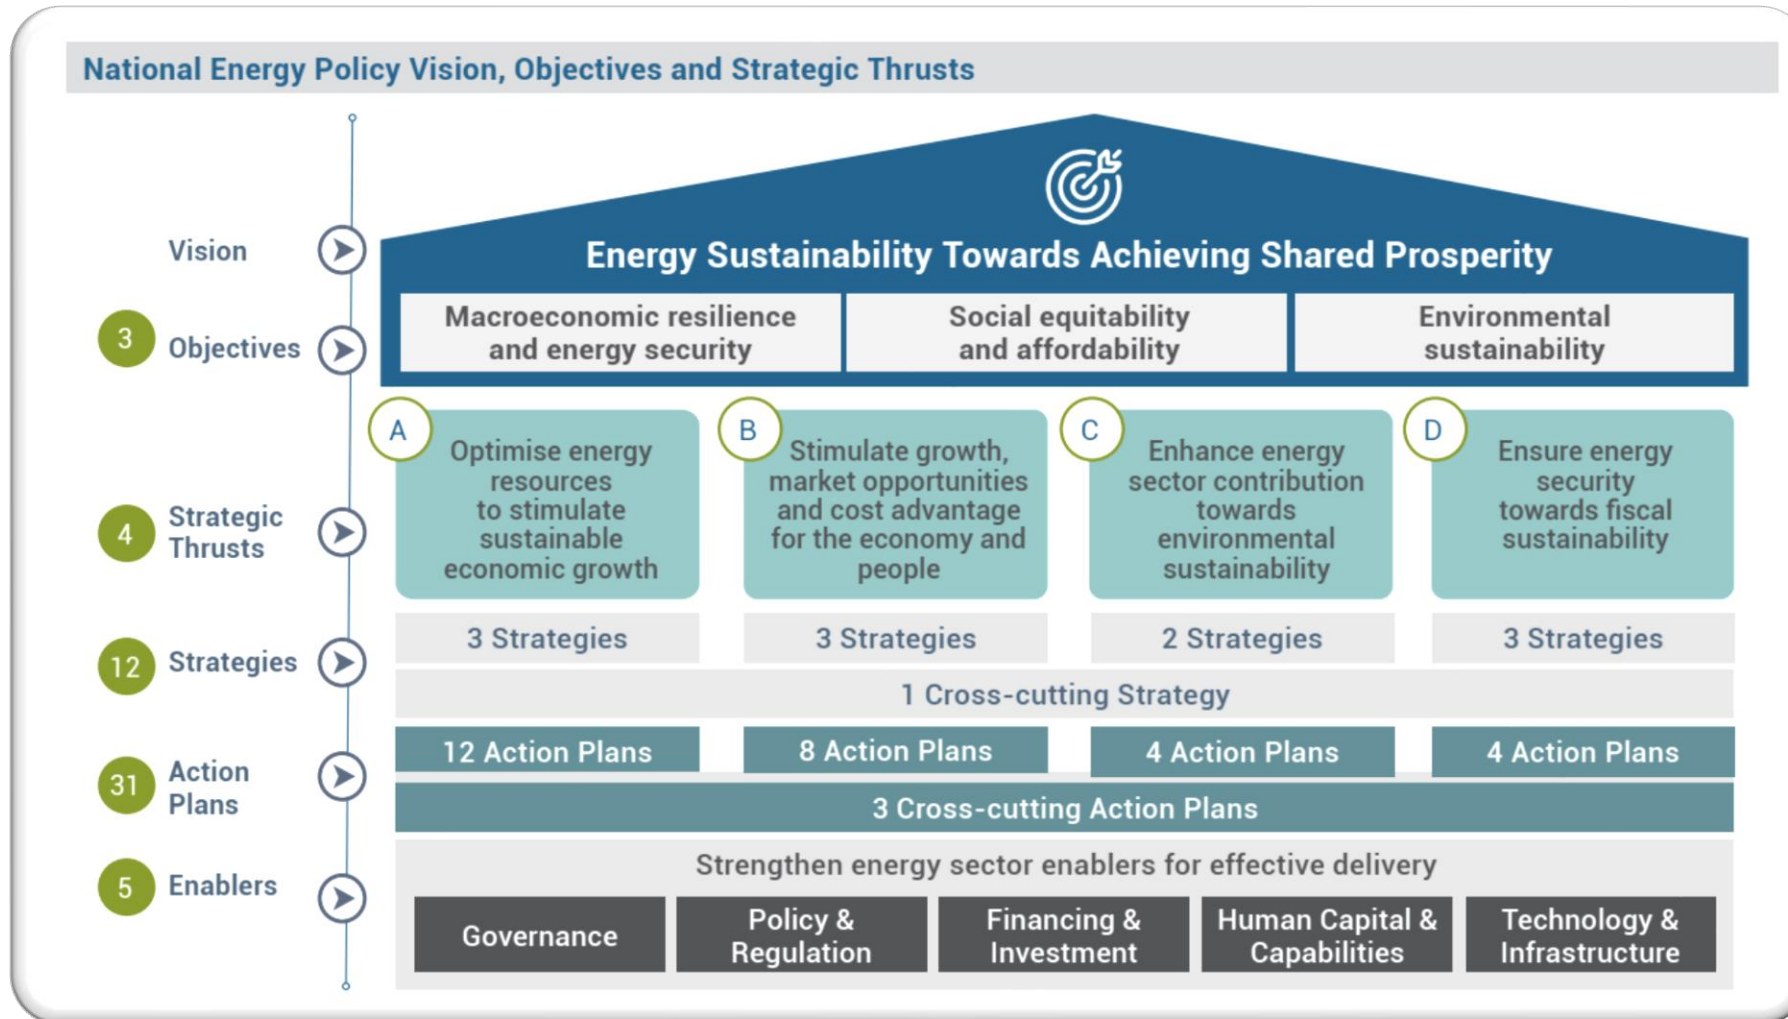 National Energy Policy Vision, Objectives and Strategic Thrusts
Vision
Energy Sustainability Towards Achieving Shared Prosperity
3
Objectives
Macroeconomic resilience
and energy security
Social equitability
and affordability
Environmental
sustainability
4
Strategic
Thrusts
A
Optimise energy
resources
to stimulate
sustainable
economic growth
B
Stimulate growth,
market opportunities
and cost advantage
for the economy and
people
C
Enhance energy
sector contribution
towards
environmental
sustainability
D
Ensure energy
security
towards fiscal
sustainability
12
Strategies
3 Strategies
3 Strategies
2 Strategies
3 Strategies
1 Cross-cutting Strategy
31
Action
Plans
12 Action Plans
8 Action Plans
4 Action Plans
4 Action Plans
3 Cross-cutting Action Plans
5
Enablers
Strengthen energy sector enablers for effective delivery
Governance
Policy &
Regulation
Financing &
Investment
Human Capital &
Capabilities
Technology &
Infrastructure